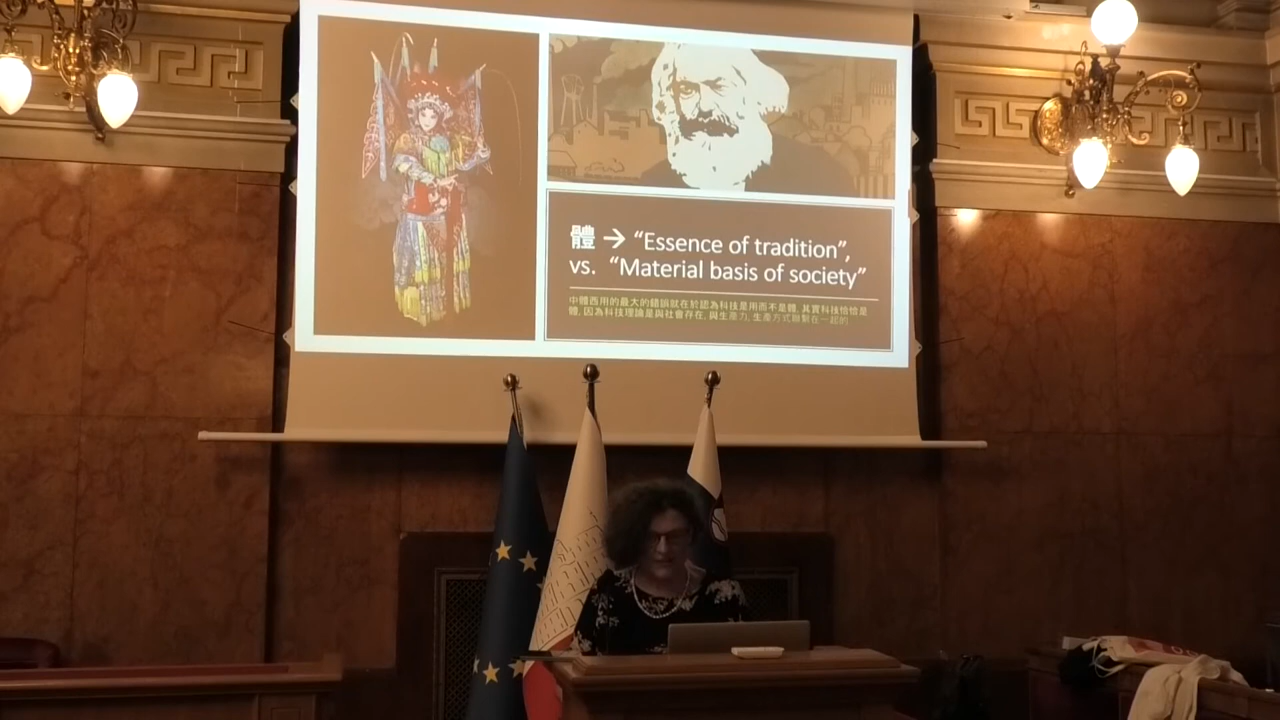 體 → “Essence of tradition”,
vs. “Material basis of society”
中體西用的最大的錯誤就在於認為科技是用而不是體, 其實科技恰恰是
體, 因為科技理論是與社會存在, 與生產力, 生產方式聯繫在一起的